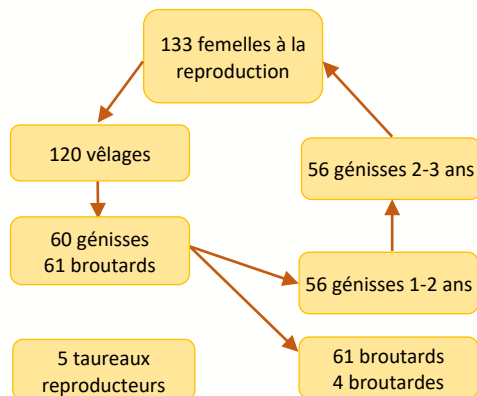 133 femelles à la
reproduction
120 vêlages
56 génisses 2-3 ans
60 génisses
61 broutards
56 génisses 1-2 ans
5 taureaux
reproducteurs
61 broutards
4 broutardes